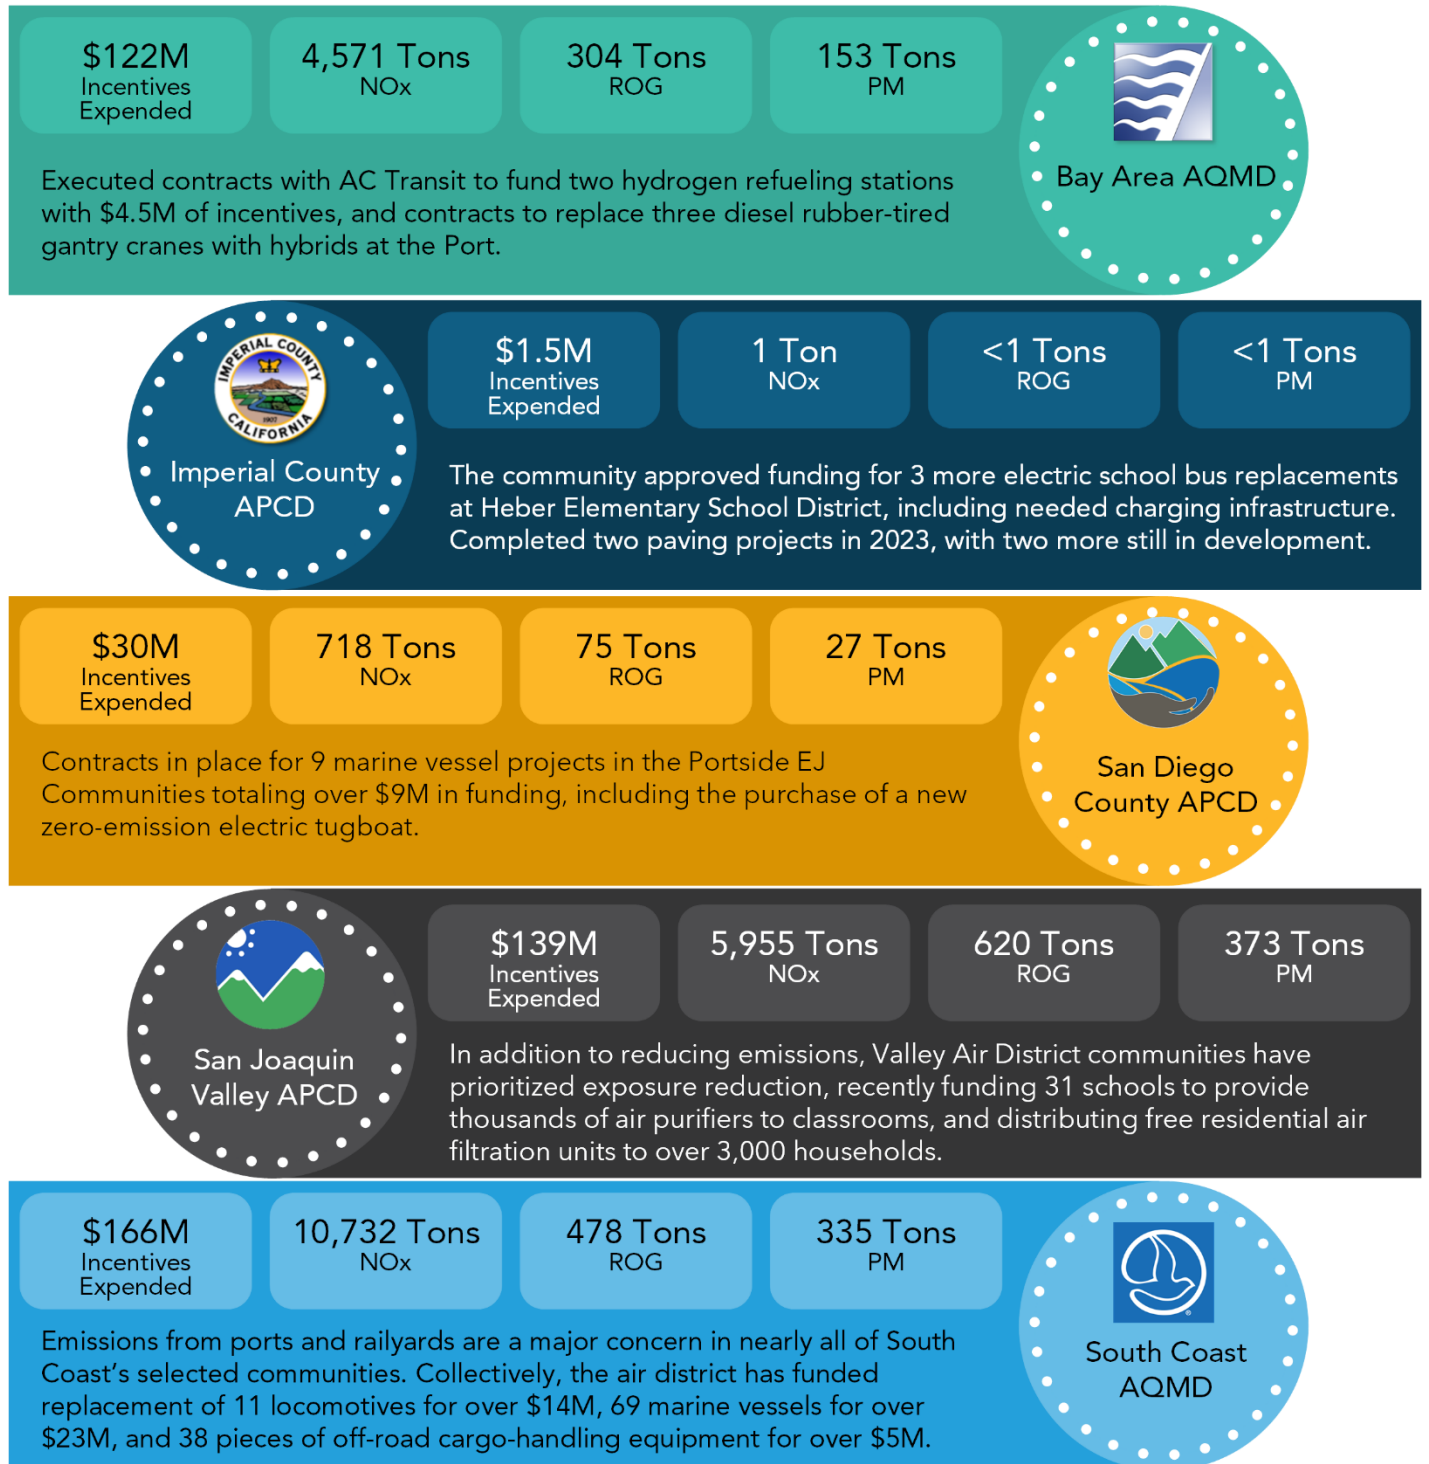 $122M
Incentives
Expended
4,571 Tons
NOx
304 Tons
ROG
153 Tons
PM
Bay Area AQMD
Executed contracts with AC Transit to fund two hydrogen refueling stations
with $4.5M of incentives, and contracts to replace three diesel rubber-tired
gantry cranes with hybrids at the Port.
IMPERIAL COUNTY
1907
CALIFORNIA
Imperial County
APCD
$1.5M
Incentives
Expended
1 Ton
NOx
<1 Tons
ROG
<1 Tons
PM
The community approved funding for 3 more electric school bus replacements
at Heber Elementary School District, including needed charging infrastructure.
Completed two paving projects in 2023, with two more still in development.
$30M
Incentives
Expended
718 Tons
NOx
75 Tons
ROG
27 Tons
PM
San Diego
County APCD
Contracts in place for 9 marine vessel projects in the Portside EJ
Communities totaling over $9M in funding, including the purchase of a new
zero-emission electric tugboat.
San Joaquin
Valley APCD
$139M
Incentives
Expended
5,955 Tons
NOx
620 Tons
ROG
373 Tons
PM
In addition to reducing emissions, Valley Air District communities have
prioritized exposure reduction, recently funding 31 schools to provide
thousands of air purifiers to classrooms, and distributing free residential air
filtration units to over 3,000 households.
$166M
Incentives
Expended
10,732 Tons
NOx
478 Tons
ROG
335 Tons
PM
South Coast
AQMD
Emissions from ports and railyards are a major concern in nearly all of South
Coast's selected communities. Collectively, the air district has funded
replacement of 11 locomotives for over $14M, 69 marine vessels for over
$23M, and 38 pieces of off-road cargo-handling equipment for over $5M.